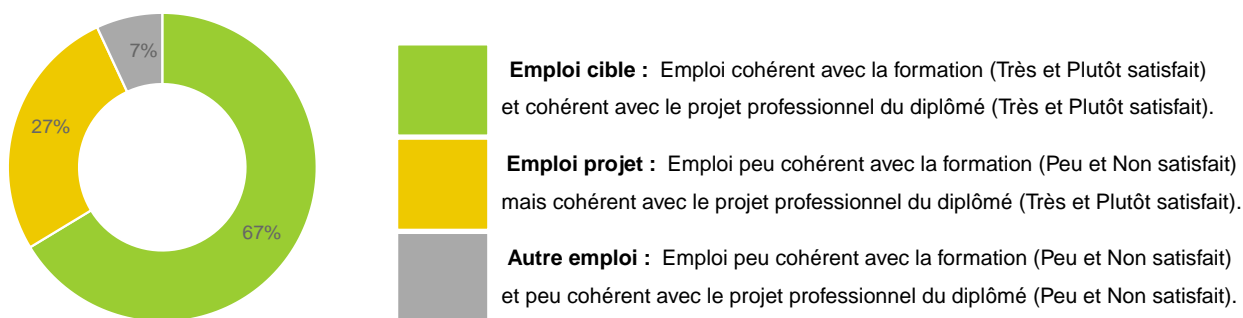 7%
27%
67%
Emploi cible : Emploi cohérent avec la formation (Très et Plutôt satisfait)
et cohérent avec le projet professionnel du diplômé (Très et Plutôt satisfait).
Emploi projet : Emploi peu cohérent avec la formation (Peu et Non satisfait)
mais cohérent avec le projet professionnel du diplômé (Très et Plutôt satisfait).
Autre emploi : Emploi peu cohérent avec la formation (Peu et Non satisfait)
et peu cohérent avec le projet professionnel du diplômé (Peu et Non satisfait).